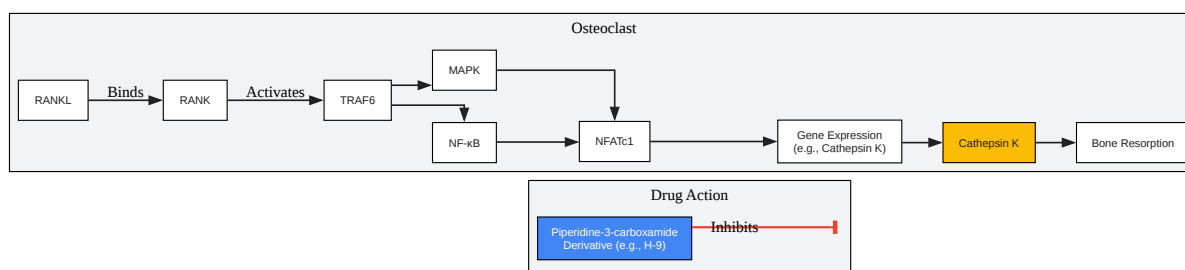 Osteoclast
RANKL
Binds
RANK
Activates
TRAF6
MAPK
NF-κB
NFATc1
Gene Expression
(e.g., Cathepsin K)
Cathepsin K
Bone Resorption
Drug Action
Piperidine-3-carboxamide
Derivative (e.g., H-9)
Inhibits